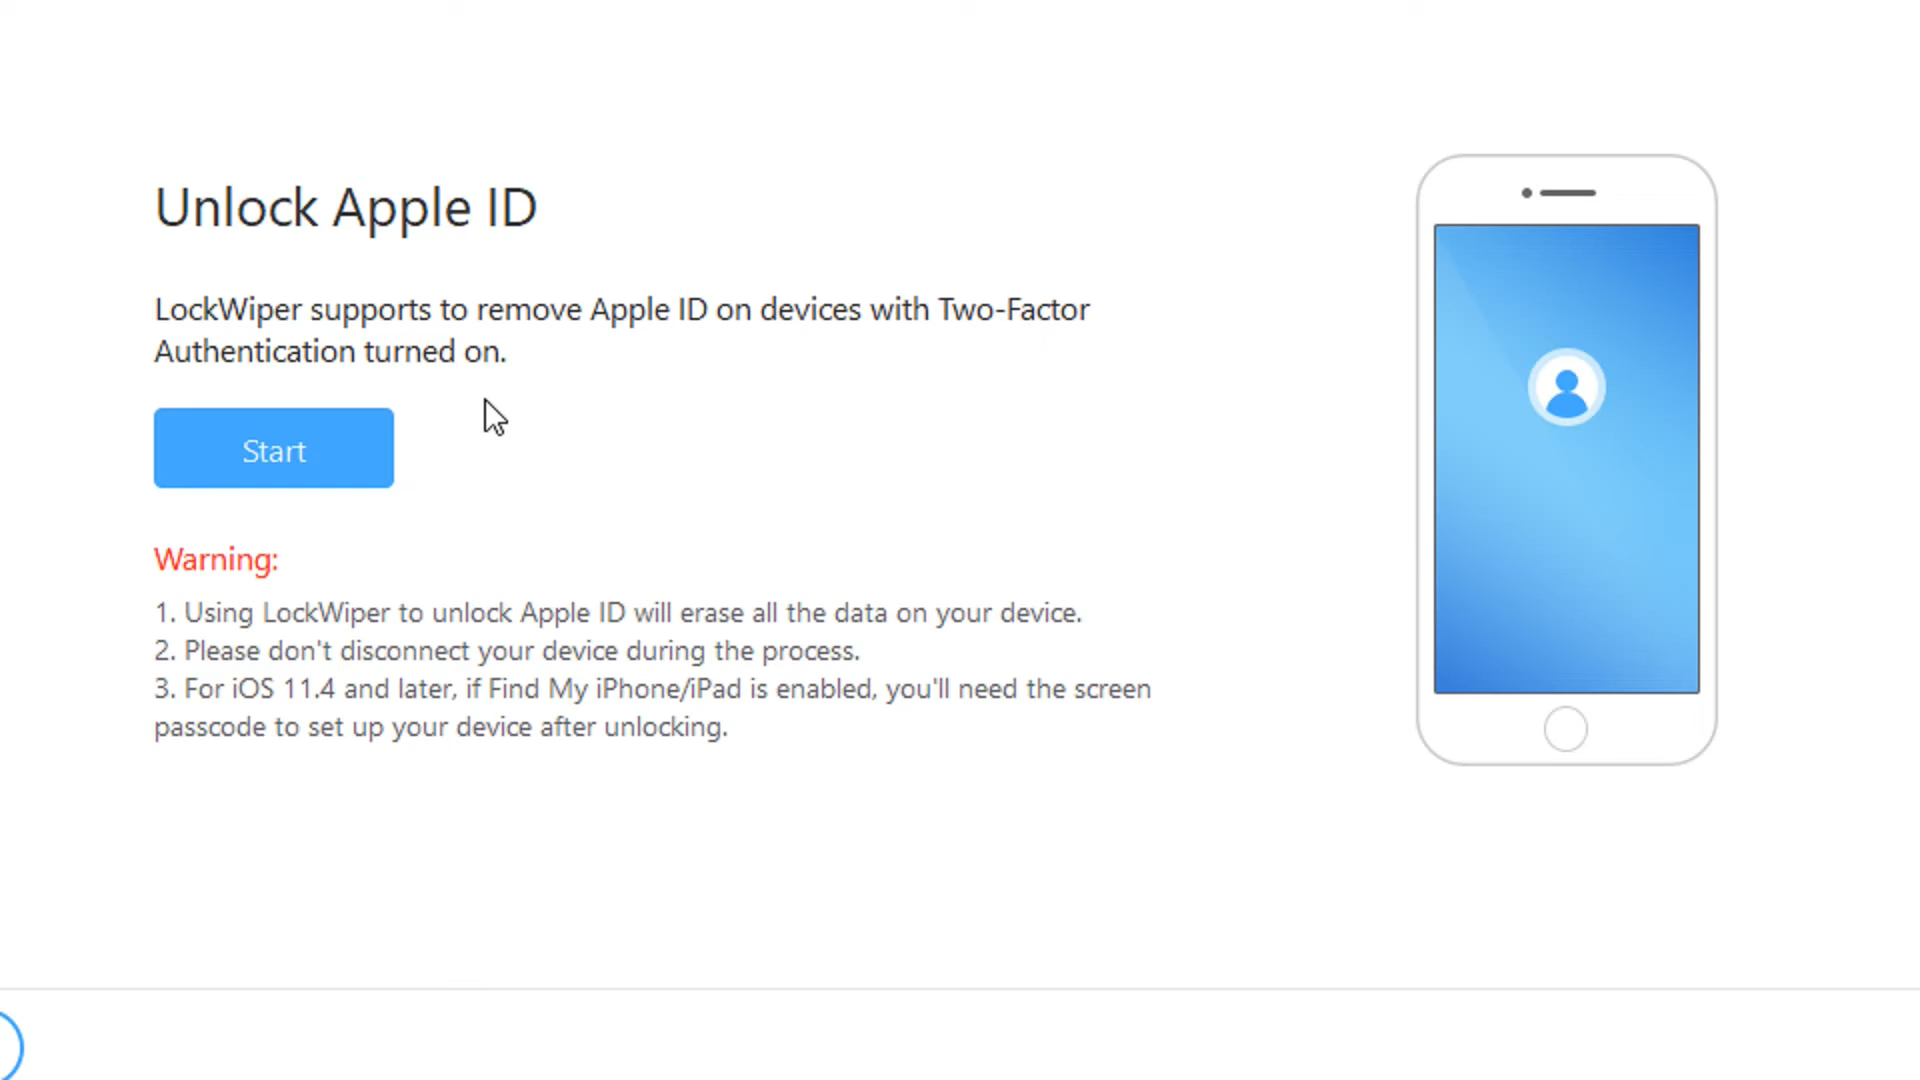 Unlock Apple ID
LockWiper supports to remove Apple ID on devices with Two-Factor
Authentication turned on.
Start
Warning:
1. Using LockWiper to unlock Apple ID will erase all the data on your device.
2. Please don't disconnect your device during the process.
3. For iOS 11.4 and later, if Find My iPhone/iPad is enabled, you'll need the screen
passcode to set up your device after unlocking.